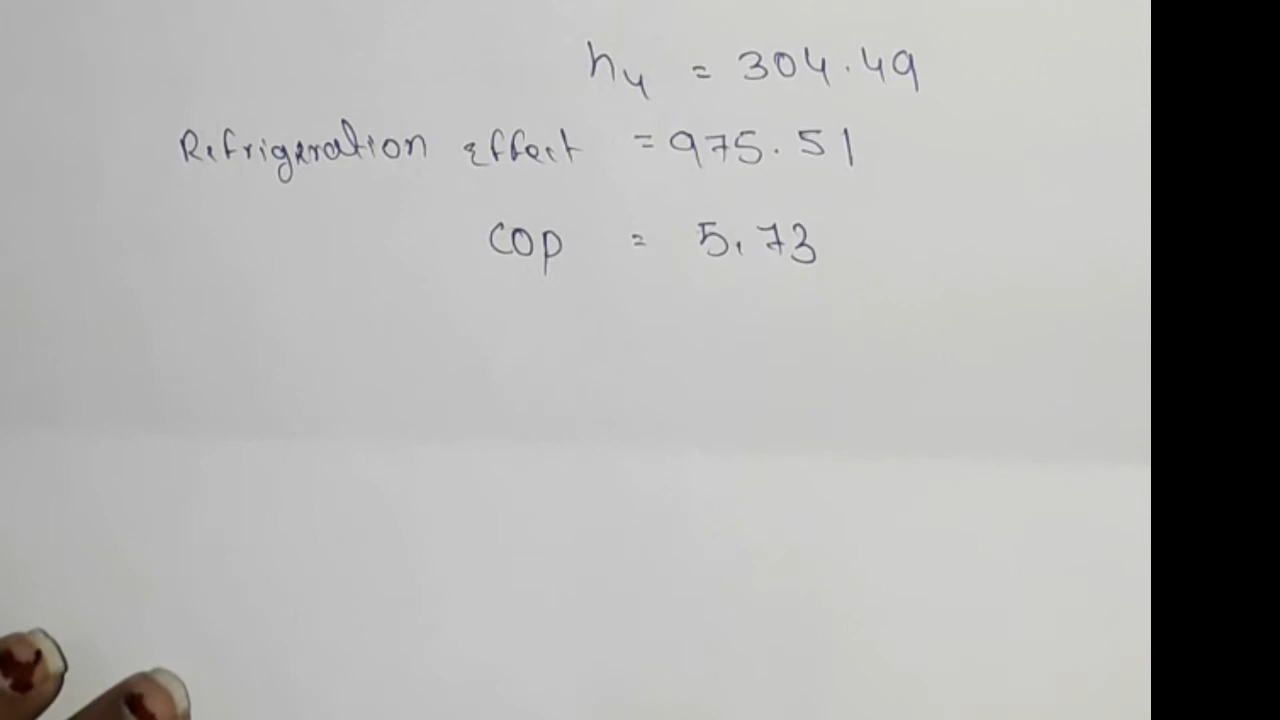 h₄ = 304.49
Refrigeration effect = 975.51
COP = 5.73